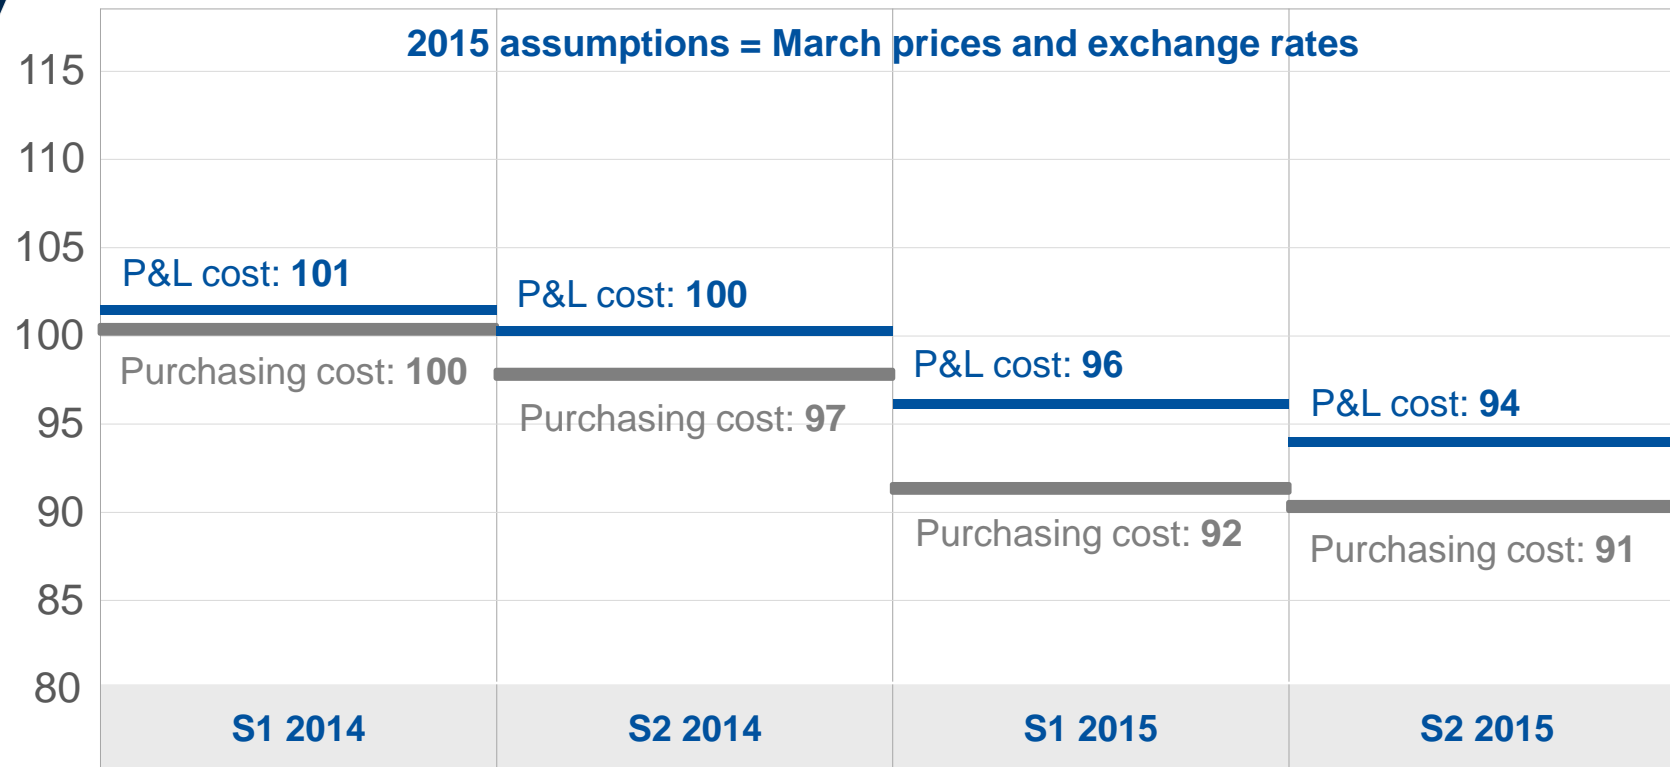 2015 assumptions = March prices and exchange rates
115
110
105
P&L cost: 101
P&L cost: 100
100
Purchasing cost: 100
P&L cost: 96
95
Purchasing cost: 97
P&L cost: 94
90
Purchasing cost: 92
Purchasing cost: 91
85
80
S1 2014
S2 2014
S1 2015
S2 2015